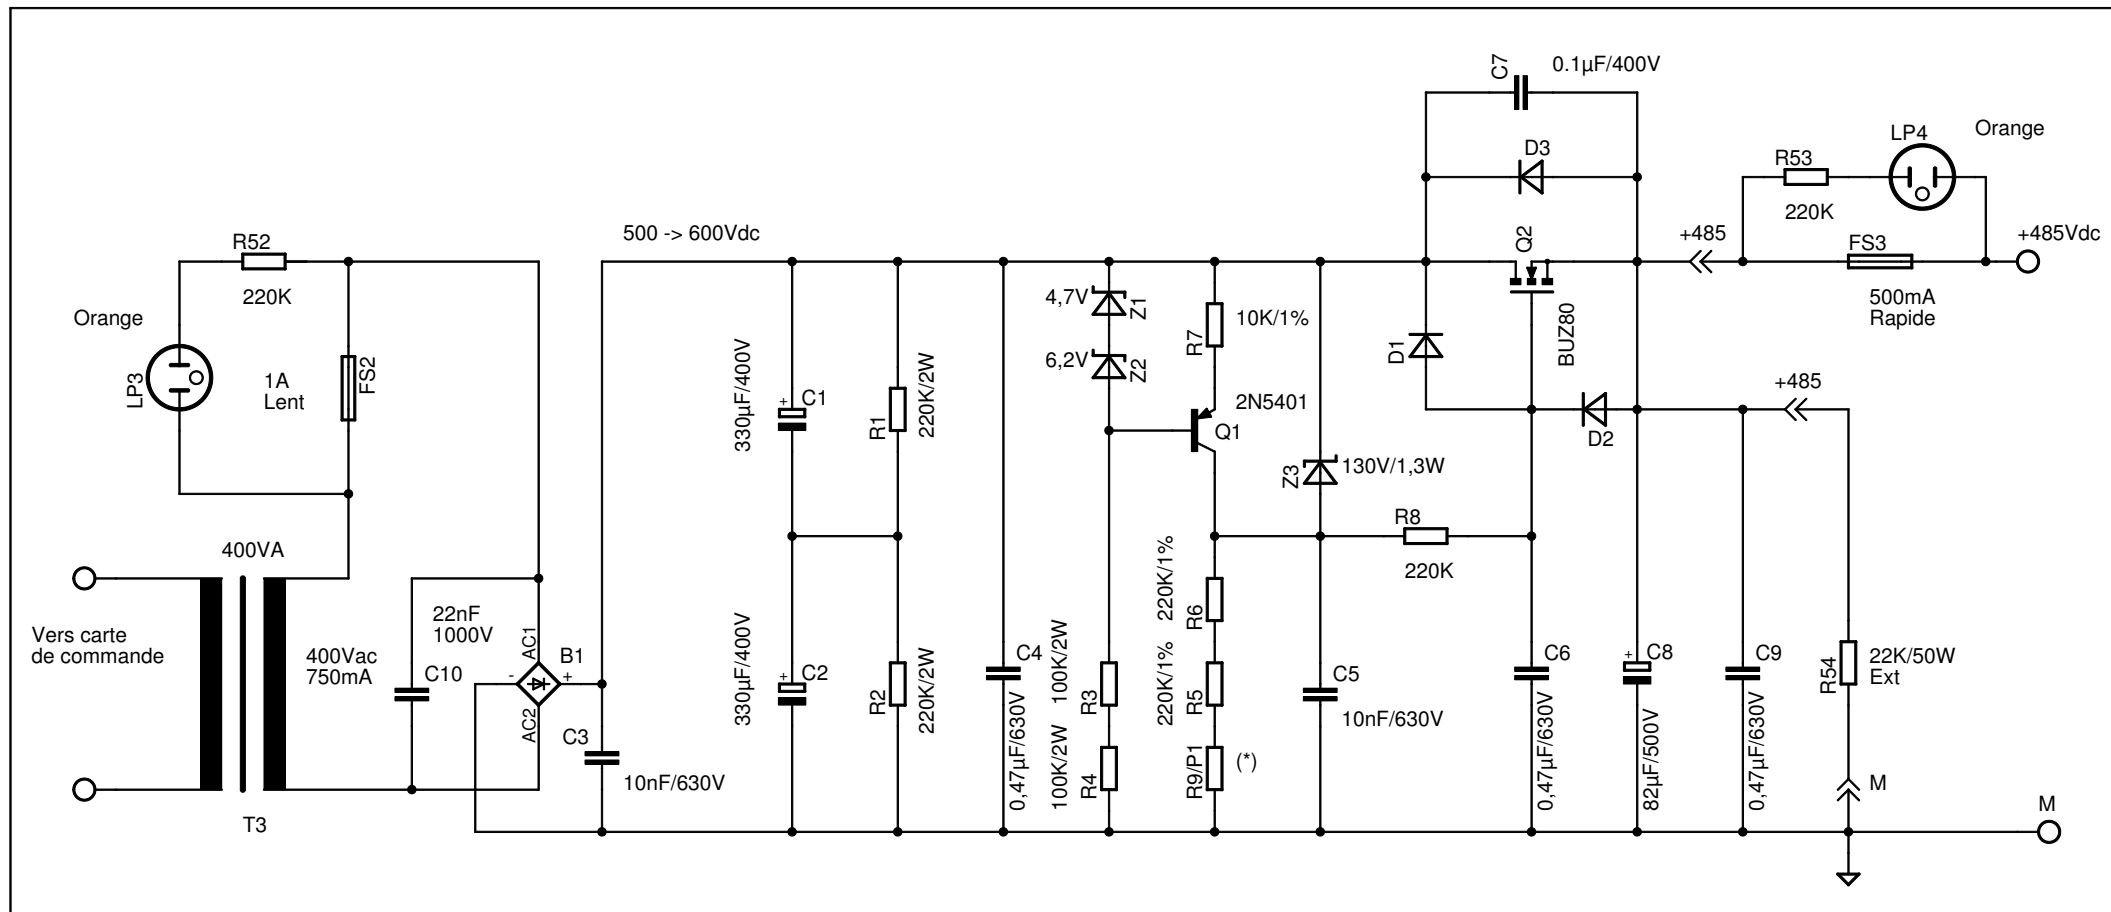 C7
0.1µF/400V
D3
LP4
Orange
R53
220K
Q2
BUZ80
+485
FS3
500mA
Rapide
+485Vdc
500 -> 600Vdc
R52
220K
Orange
LP3
1A
Lent
FS2
4,7V
Z1
6,2V
Z2
R7
10K/1%
2N5401
Q1
D1
D2
+485
330µF/400V
+
C1
R1
220K/2W
Z3
130V/1,3W
R8
220K
400VA
Vers carte
de commande
400Vac
750mA
T3
22nF
1000V
C10
AC1
B1
-
+
AC2
C3
10nF/630V
330µF/400V
+
C2
R2
220K/2W
C4
0,47µF/630V
100K/2W
R3
100K/2W
R4
220K/1%
R6
220K/1%
R5
R9/P1
(*)
C5
10nF/630V
C6
0,47µF/630V
+
C8
82µF/500V
C9
0,47µF/630V
R54
22K/50W
Ext
M
M